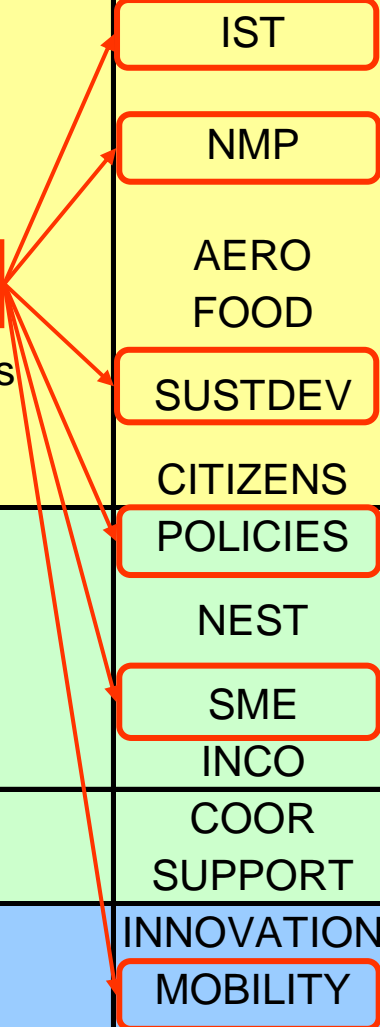 IST
NMP
AERO
FOOD
s
SUSTDEV
CITIZENS
POLICIES
NEST
SME
INCO
COOR
SUPPORT
INNOVATION
MOBILITY